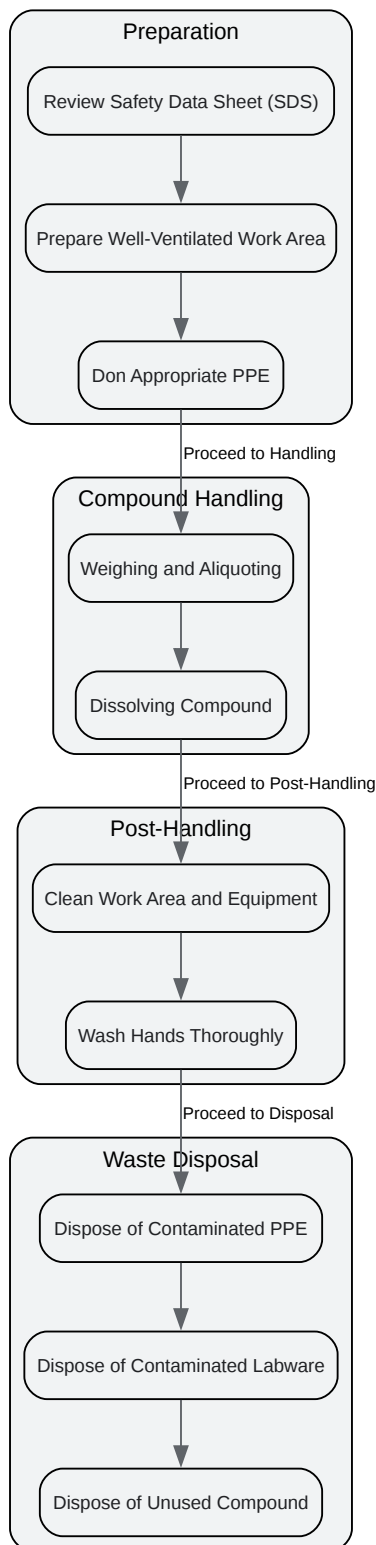 Preparation
Review Safety Data Sheet (SDS)
Prepare Well-Ventilated Work Area
Don Appropriate PPE
Proceed to Handling
Compound Handling
Weighing and Aliquoting
Dissolving Compound
Proceed to Post-Handling
Post-Handling
Clean Work Area and Equipment
Wash Hands Thoroughly
Proceed to Disposal
Waste Disposal
Dispose of Contaminated PPE
Dispose of Contaminated Labware
Dispose of Unused Compound